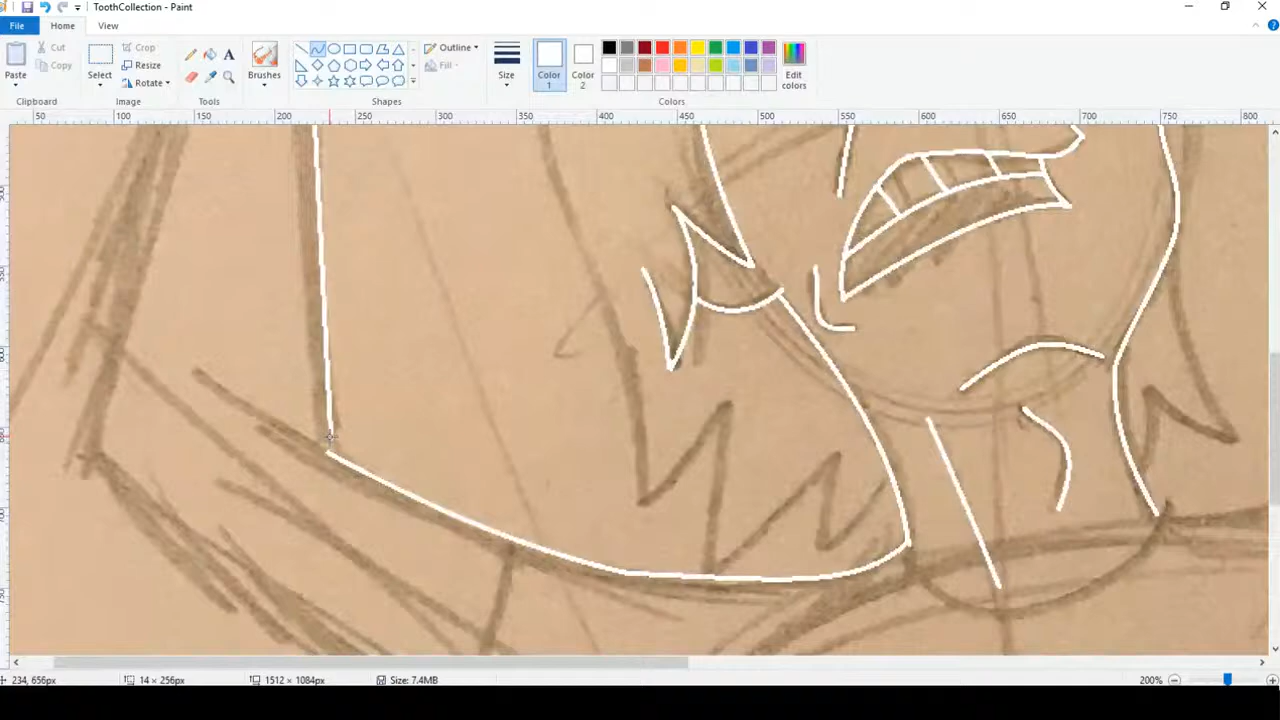 ToothCollection - Paint
File Home View
Paste Cut Copy
Clipboard
Select Crop Resize Rotate
Image
A
Tools
Brushes
Outline Fill
Shapes
Size
Color 1
Color 2
Edit colors
Colors
50 100 150 200 250 300 350 400 450 500 550 600 650 700 750 800
234, 656px
14 × 256px
1512 × 1084px
Size: 7.4MB
200%